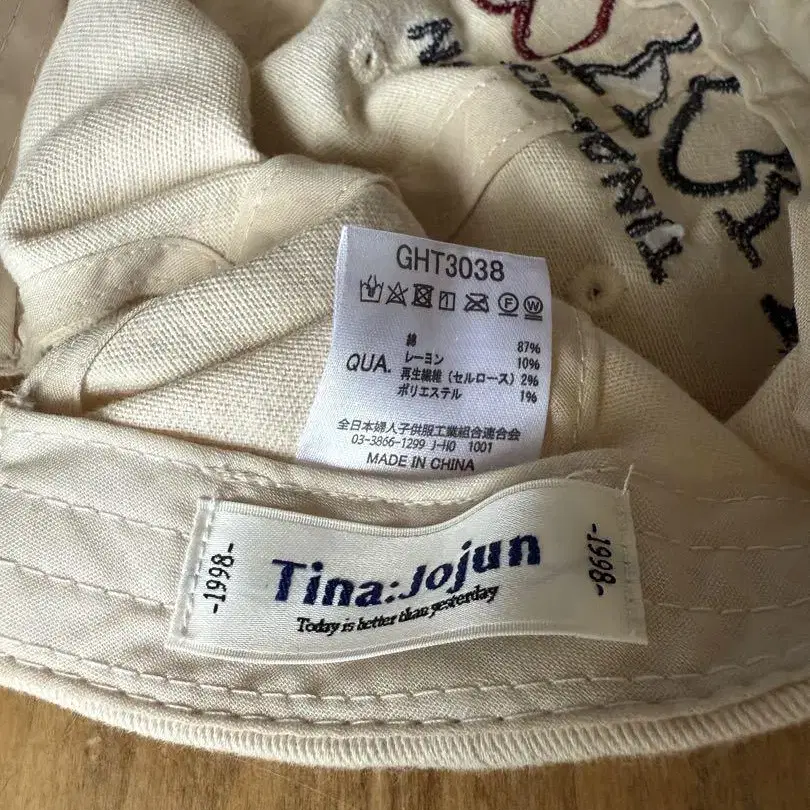 GHT3038
F W
綿 87%
レーヨン 10%
QUA. 再生繊維(セルロース) 2%
ポリエステル 1%
全日本婦人子供服工業組合連合会
03-3866-1299 J-H0 1001
MADE IN CHINA
-1998- Tina:Jojun -1998-
Today is better than yesterday